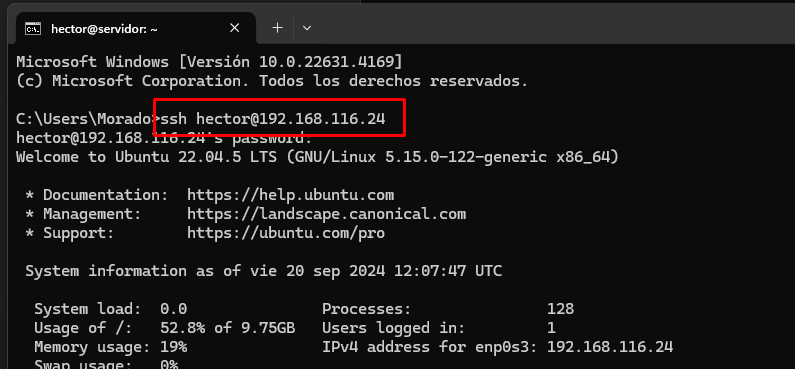 hector@servidor: ~
Microsoft Windows [Versión 10.0.22631.4169]
(c) Microsoft Corporation. Todos los derechos reservados.
C:\Users\Morado>ssh hector@192.168.116.24
hector@192.168.116.24's password:
Welcome to Ubuntu 22.04.5 LTS (GNU/Linux 5.15.0-122-generic x86_64)
* Documentation: https://help.ubuntu.com
* Management: https://landscape.canonical.com
* Support: https://ubuntu.com/pro
System information as of vie 20 sep 2024 12:07:47 UTC
System load: 0.0 Processes: 128
Usage of /: 52.8% of 9.75GB Users logged in: 1
Memory usage: 19% IPv4 address for enp0s3: 192.168.116.24
Swap usage: 0%